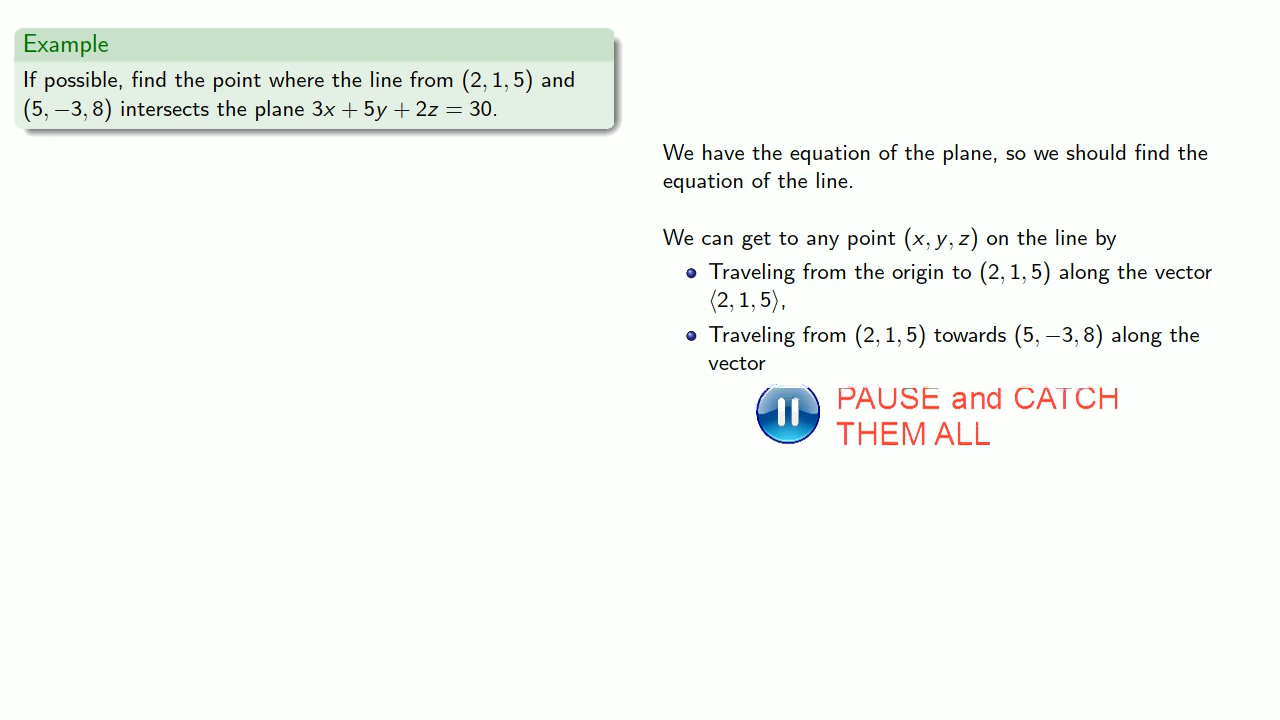 Example
If possible, find the point where the line from (2, 1, 5) and
(5, −3, 8) intersects the plane 3x + 5y + 2z = 30.
We have the equation of the plane, so we should find the
equation of the line.
We can get to any point (x, y, z) on the line by
Traveling from the origin to (2, 1, 5) along the vector
⟨2, 1, 5⟩,
Traveling from (2, 1, 5) towards (5, −3, 8) along the
vector
PAUSE and CATCH
THEM ALL